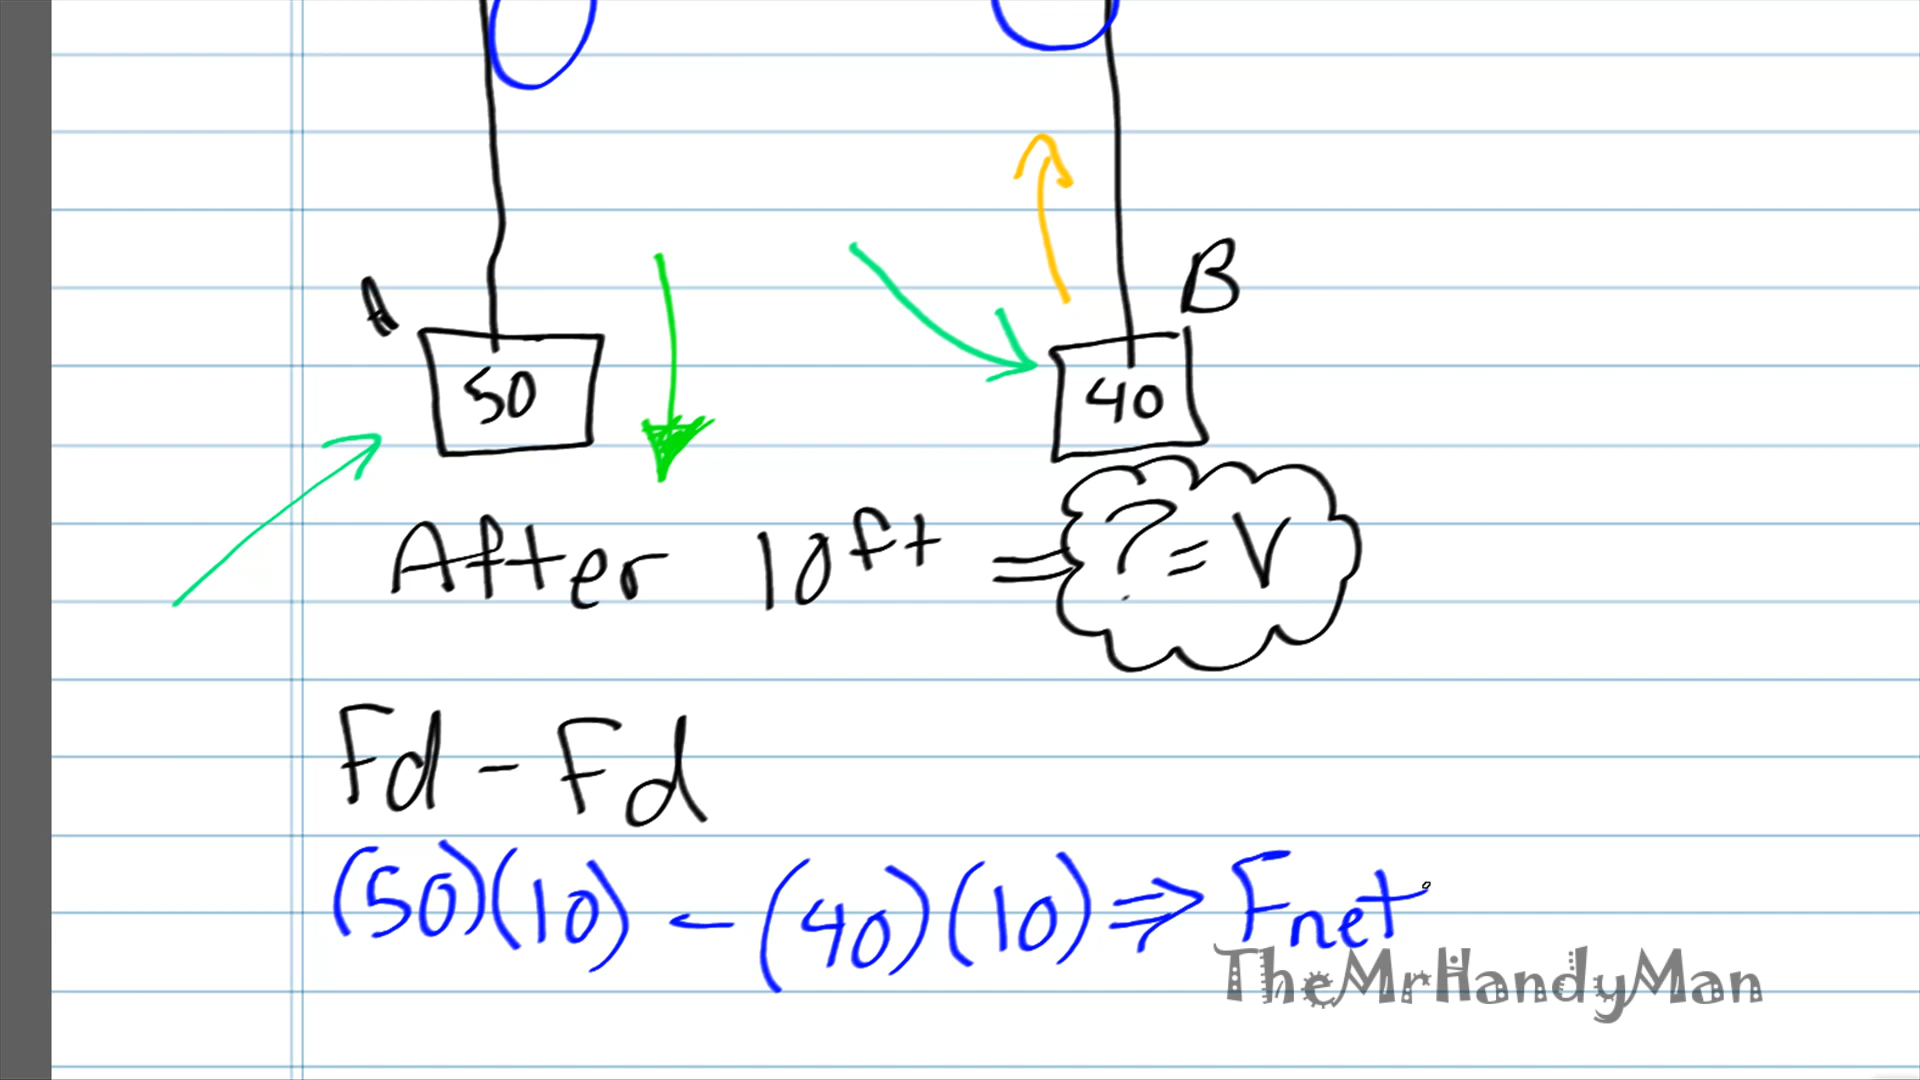 A
B
50
40
After 10ft = ? = V
Fd - Fd
(50)(10) - (40)(10) ⇒ Fnet
TheMrHandyMan